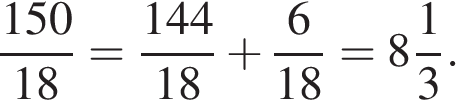 150/18 = 144/18 + 6/18 = 8 1/3.